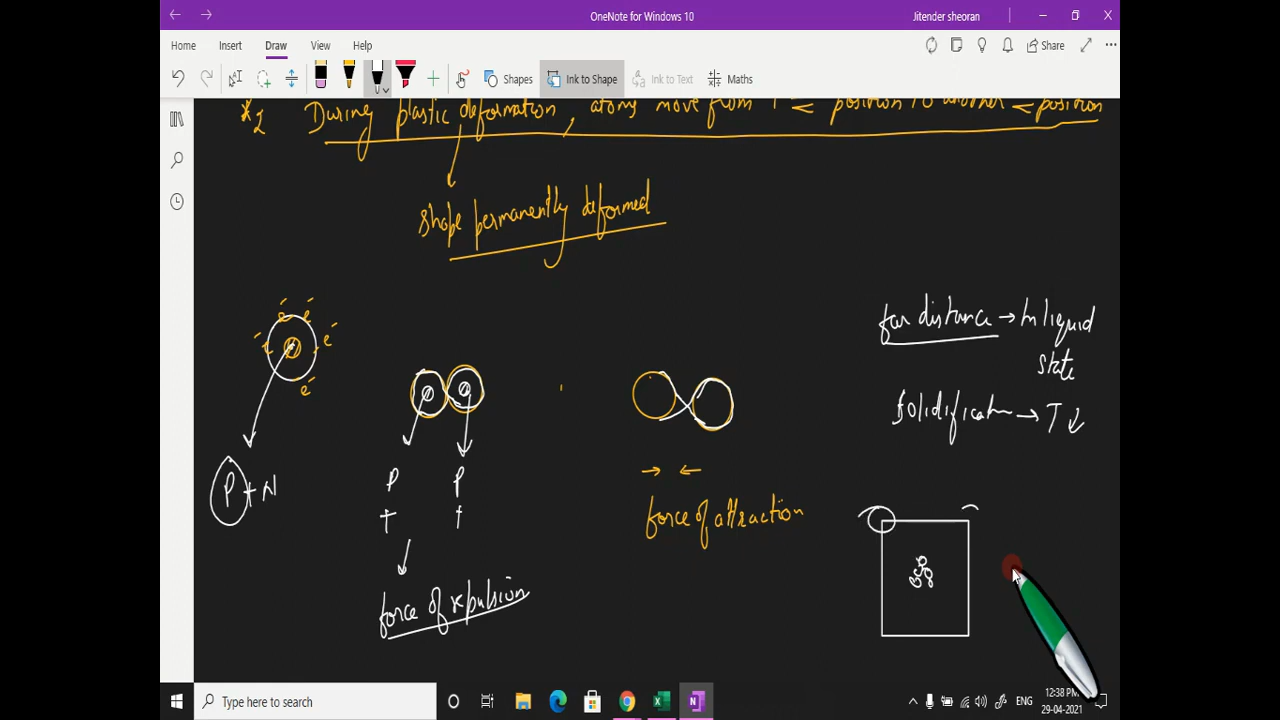 OneNote for Windows 10
Jitender sheoran
Home Insert Draw View Help
Share
Shapes
Ink to Shape
Ink to Text
Maths
During plastic deformation, atoms move from 1 position to another position
Shape permanently deformed
e⁻ e⁻ e⁻ e⁻ e⁻ e⁻
far distance → In liquid
state
Solidification → T↓
P + N
P P
+ +
→ ←
force of attraction
force of repulsion
Type here to search
ENG
12:38 PM
29-04-2021